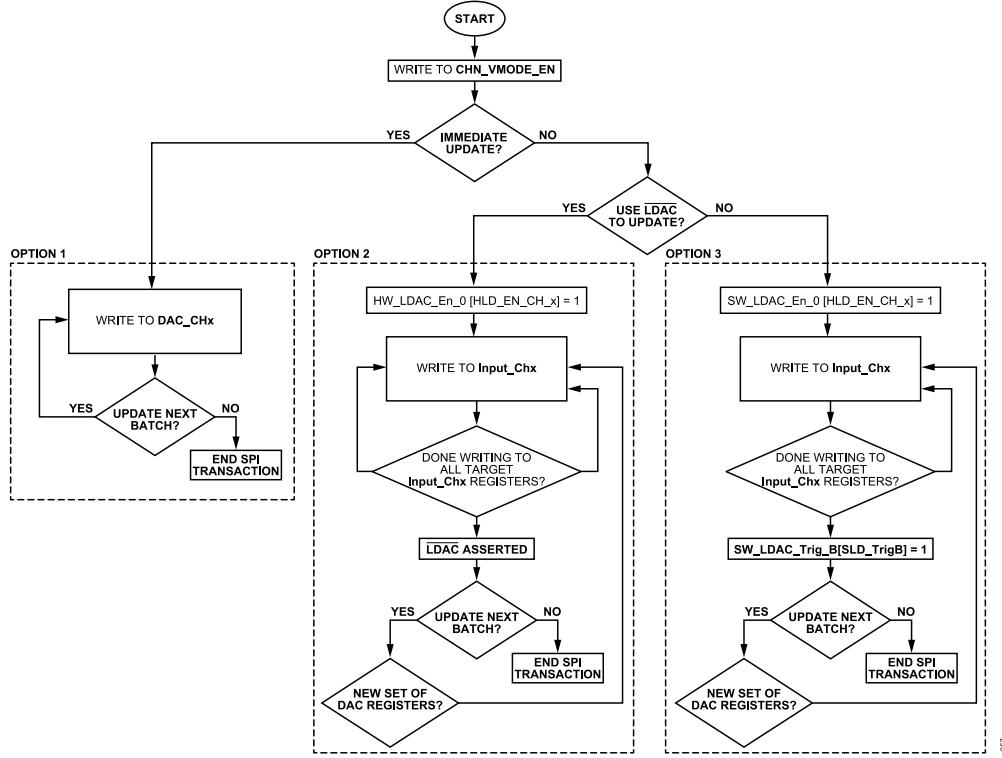 START
WRITE TO CHN_VMODE_EN
YES
IMMEDIATE
UPDATE?
NO
YES
USE LDAC
TO UPDATE?
NO
OPTION 1
WRITE TO DAC_CHx
YES
UPDATE NEXT
BATCH?
NO
END SPI
TRANSACTION
OPTION 2
HW_LDAC_En_0 [HLD_EN_CH_x] = 1
WRITE TO Input_Chx
DONE WRITING TO
ALL TARGET
Input_Chx REGISTERS?
LDAC ASSERTED
YES
UPDATE NEXT
BATCH?
NO
END SPI
TRANSACTION
NEW SET OF
DAC REGISTERS?
OPTION 3
SW_LDAC_En_0 [HLD_EN_CH_x] = 1
WRITE TO Input_Chx
DONE WRITING TO
ALL TARGET
Input_Chx REGISTERS?
SW_LDAC_Trig_B[SLD_TrigB] = 1
YES
UPDATE NEXT
BATCH?
NO
END SPI
TRANSACTION
NEW SET OF
DAC REGISTERS?